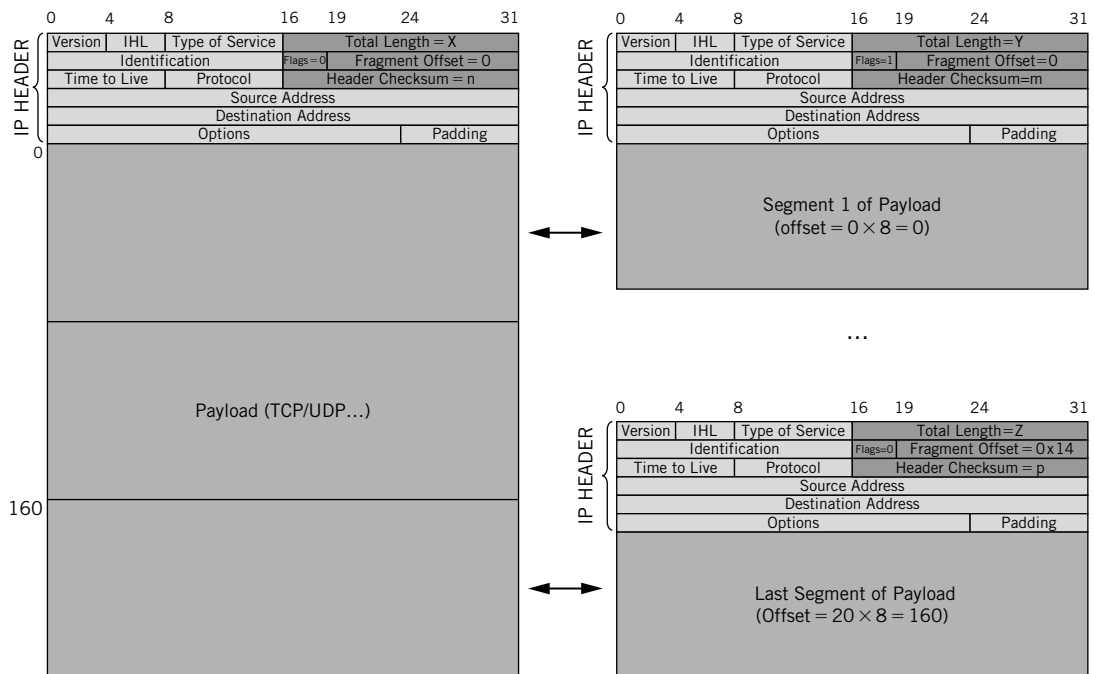 0 4 8 16 19 24 31
IP HEADER
Version IHL Type of Service Total Length = X
Identification Flags = 0 Fragment Offset = 0
Time to Live Protocol Header Checksum = n
Source Address
Destination Address
Options Padding
0
Payload (TCP/UDP...)
160
0 4 8 16 19 24 31
IP HEADER
Version IHL Type of Service Total Length=Y
Identification Flags=1 Fragment Offset=0
Time to Live Protocol Header Checksum=m
Source Address
Destination Address
Options Padding
Segment 1 of Payload
(offset = 0 × 8 = 0)
...
0 4 8 16 19 24 31
IP HEADER
Version IHL Type of Service Total Length=Z
Identification Flags=0 Fragment Offset = 0x14
Time to Live Protocol Header Checksum = p
Source Address
Destination Address
Options Padding
Last Segment of Payload
(Offset = 20 × 8 = 160)